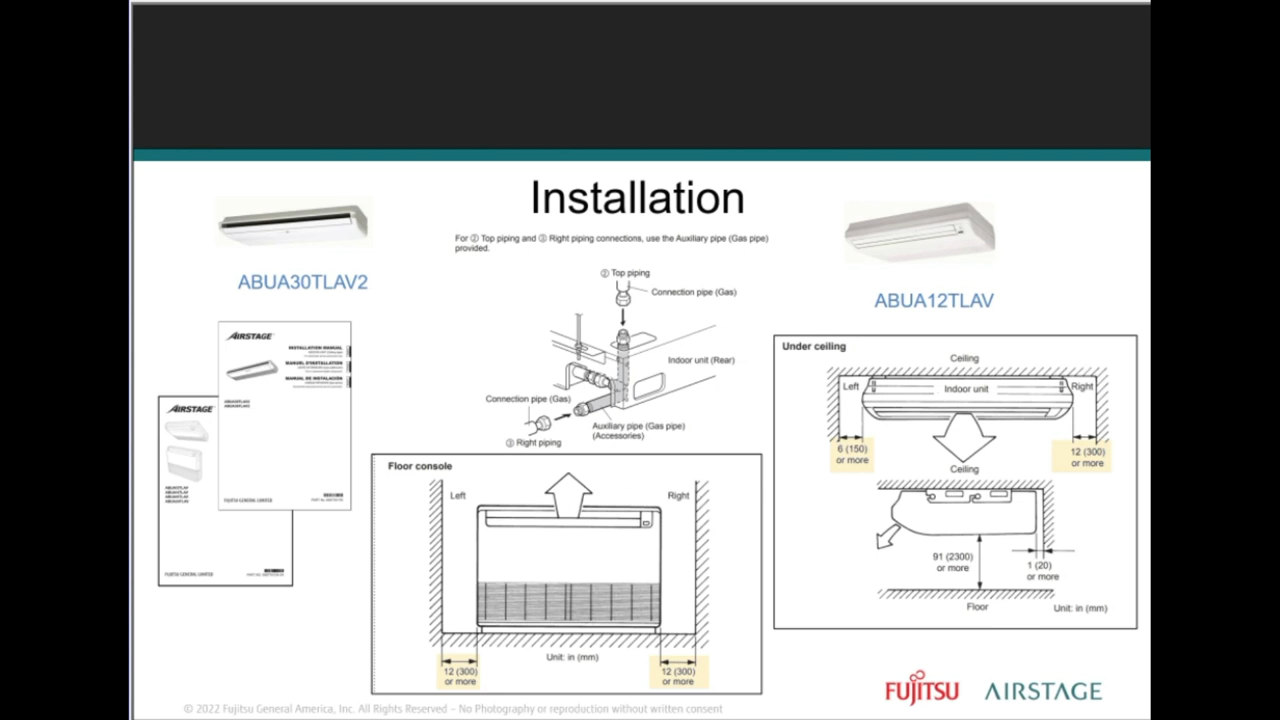 Installation
For ② Top piping and ③ Right piping connections, use the Auxiliary pipe (Gas pipe)
provided.
ABUA30TLAV2
ABUA12TLAV
② Top piping
Connection pipe (Gas)
Indoor unit (Rear)
Connection pipe (Gas)
Auxiliary pipe (Gas pipe)
(Accessories)
③ Right piping
AIRSTAGE
INSTALLATION MANUAL
MANUEL D'INSTALLATION
MANUAL DE INSTALACIÓN
FUJITSU GENERAL LIMITED
AIRSTAGE
FUJITSU GENERAL LIMITED
Floor console
Left
Right
Unit: in (mm)
12 (300)
or more
12 (300)
or more
Under ceiling
Ceiling
Left
Indoor unit
Right
6 (150)
or more
12 (300)
or more
Ceiling
91 (2300)
or more
1 (20)
or more
Floor
Unit: in (mm)
FUJITSU
AIRSTAGE
© 2022 Fujitsu General America, Inc. All Rights Reserved – No Photography or reproduction without written consent